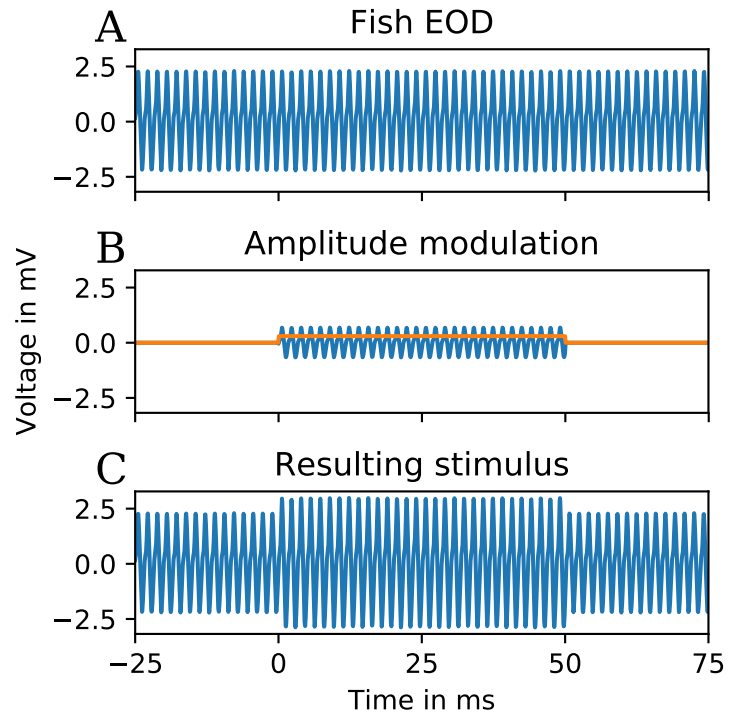 A
Fish EOD
2.5
0.0
−2.5
B
Amplitude modulation
2.5
0.0
−2.5
Voltage in mV
C
Resulting stimulus
2.5
0.0
−2.5
−25 0 25 50 75
Time in ms